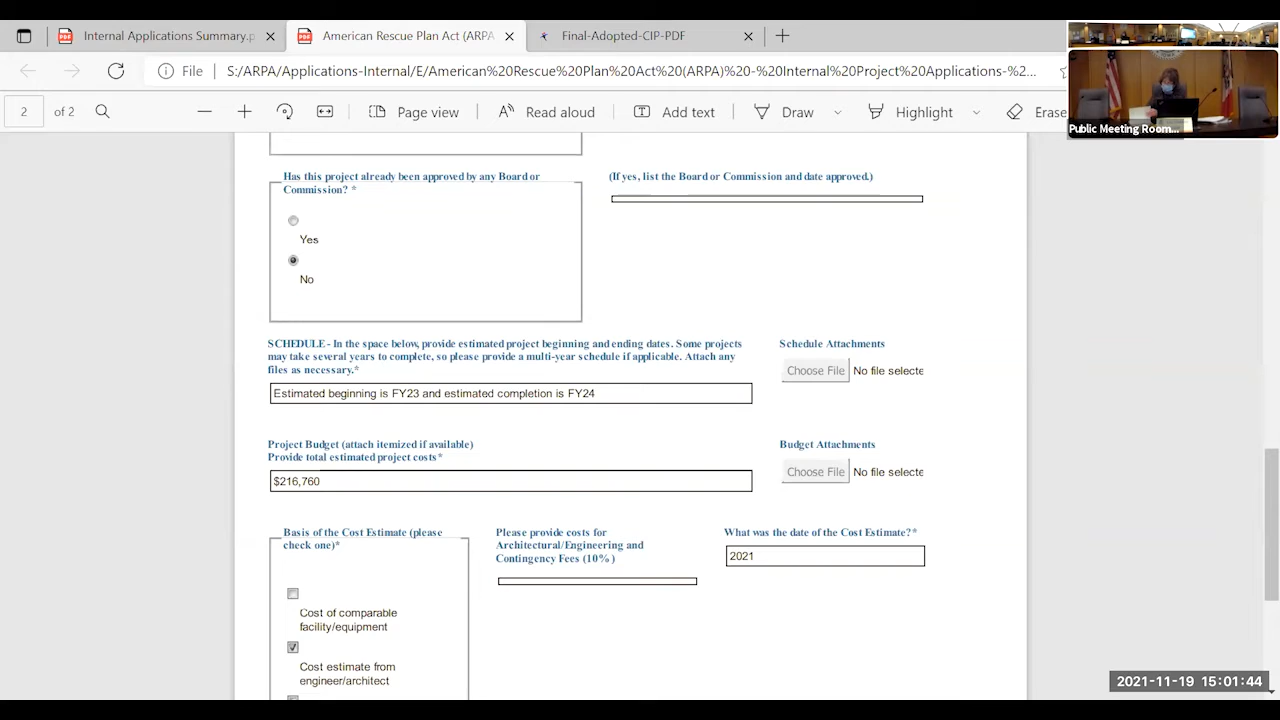 Internal Applications Summary.p
American Rescue Plan Act (ARPA
Final-Adopted-CIP-PDF
File
S:/ARPA/Applications-Internal/E/American%20Rescue%20Plan%20Act%20(ARPA)%20-%20Internal%20Project%20Applications-%...
2
of 2
Page view
Read aloud
Add text
Draw
Highlight
Erase
Public Meeting Room...
Has this project already been approved by any Board or
Commission? *
(If yes, list the Board or Commission and date approved.)
Yes
No
SCHEDULE - In the space below, provide estimated project beginning and ending dates. Some projects
may take several years to complete, so please provide a multi-year schedule if applicable. Attach any
files as necessary.*
Schedule Attachments
Choose File No file selecte
Estimated beginning is FY23 and estimated completion is FY24
Project Budget (attach itemized if available)
Provide total estimated project costs*
Budget Attachments
Choose File No file selecte
$216,760
Basis of the Cost Estimate (please
check one)*
Please provide costs for
Architectural/Engineering and
Contingency Fees (10%)
What was the date of the Cost Estimate?*
2021
Cost of comparable
facility/equipment
Cost estimate from
engineer/architect
2021-11-19 15:01:44